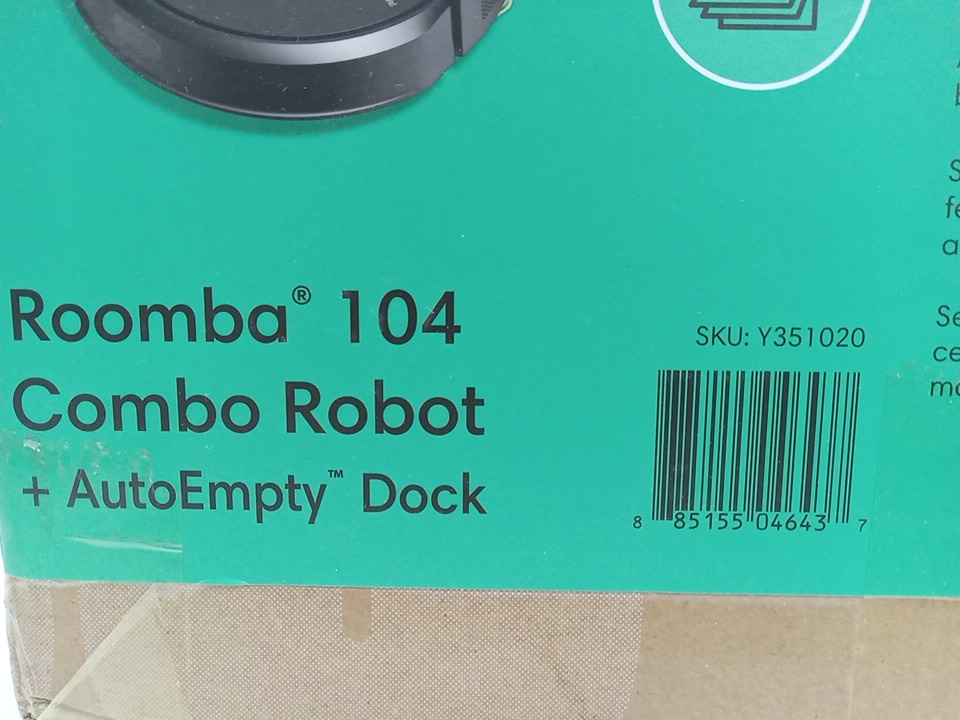 Roomba® 104
Combo Robot
+ AutoEmpty™ Dock
SKU: Y351020
8 85155 04643 7